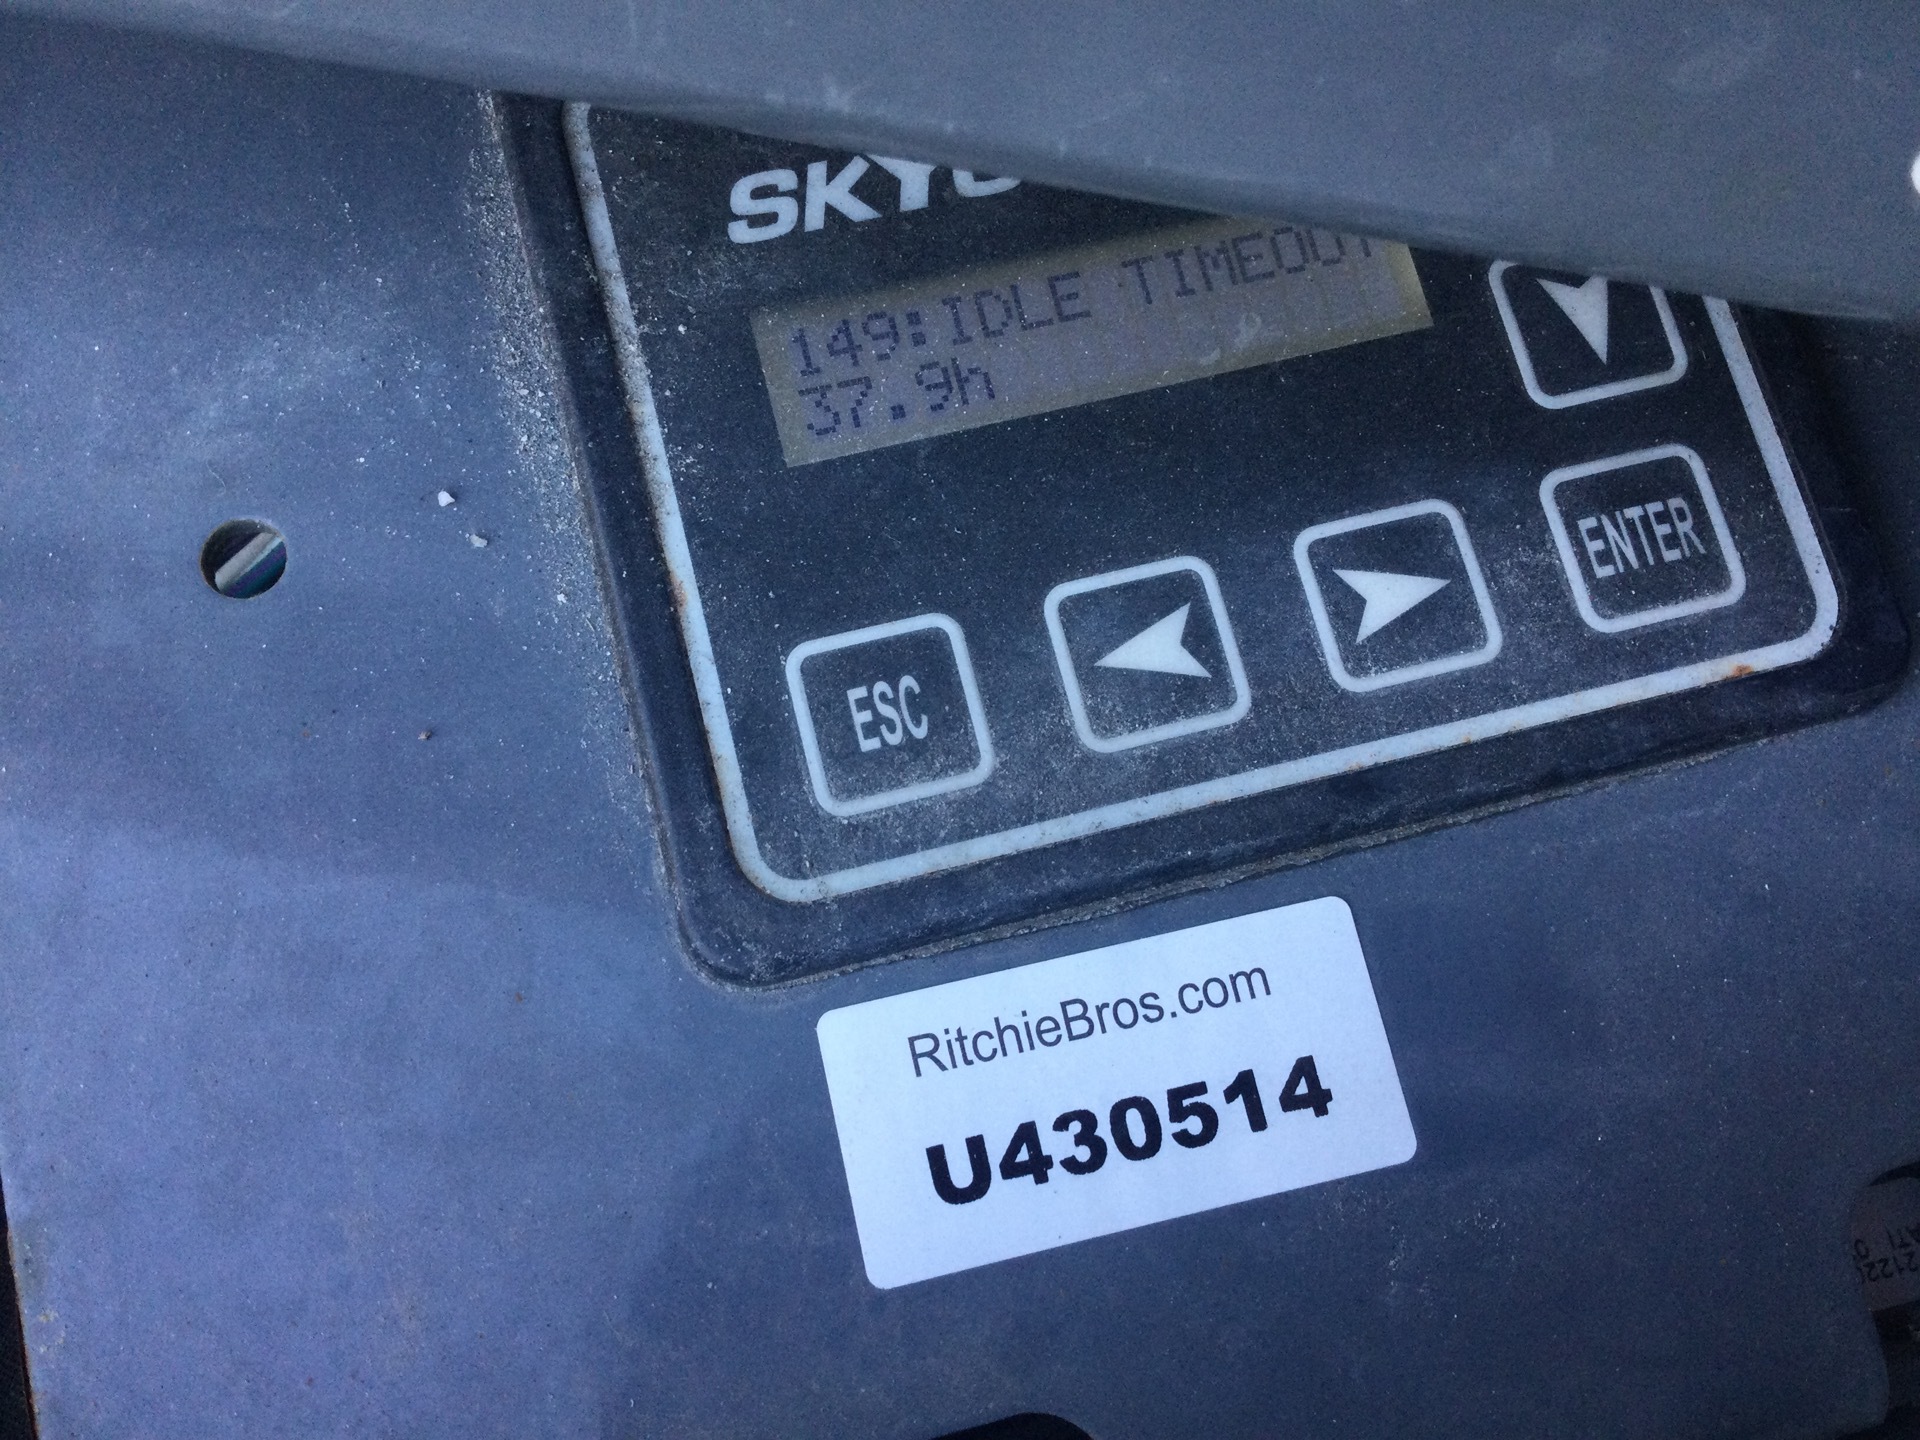 SKY
149:IDLE TIMEOUT
37.9h
ENTER
ESC
RitchieBros.com
U430514